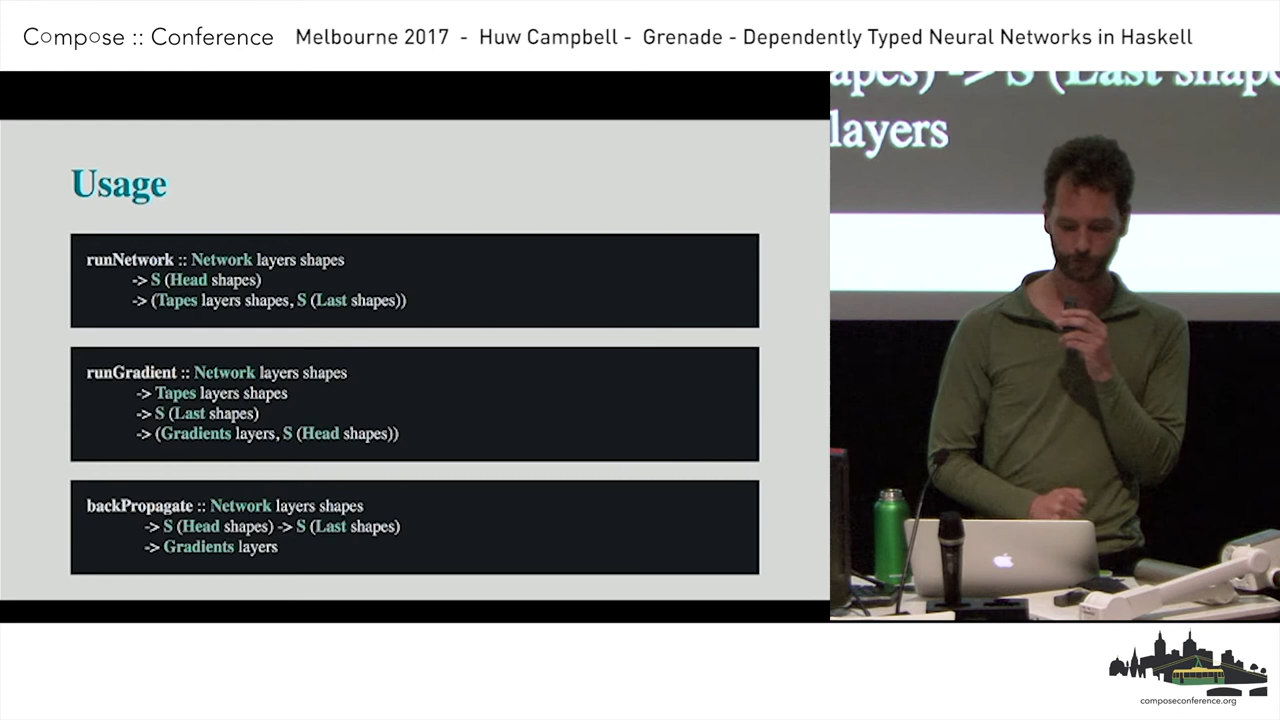 Compose :: Conference Melbourne 2017 - Huw Campbell - Grenade - Dependently Typed Neural Networks in Haskell
Usage
runNetwork :: Network layers shapes
-> S (Head shapes)
-> (Tapes layers shapes, S (Last shapes))
runGradient :: Network layers shapes
-> Tapes layers shapes
-> S (Last shapes)
-> (Gradients layers, S (Head shapes))
backPropagate :: Network layers shapes
-> S (Head shapes) -> S (Last shapes)
-> Gradients layers
apes) -> S (Last shape
layers
composeconference.org